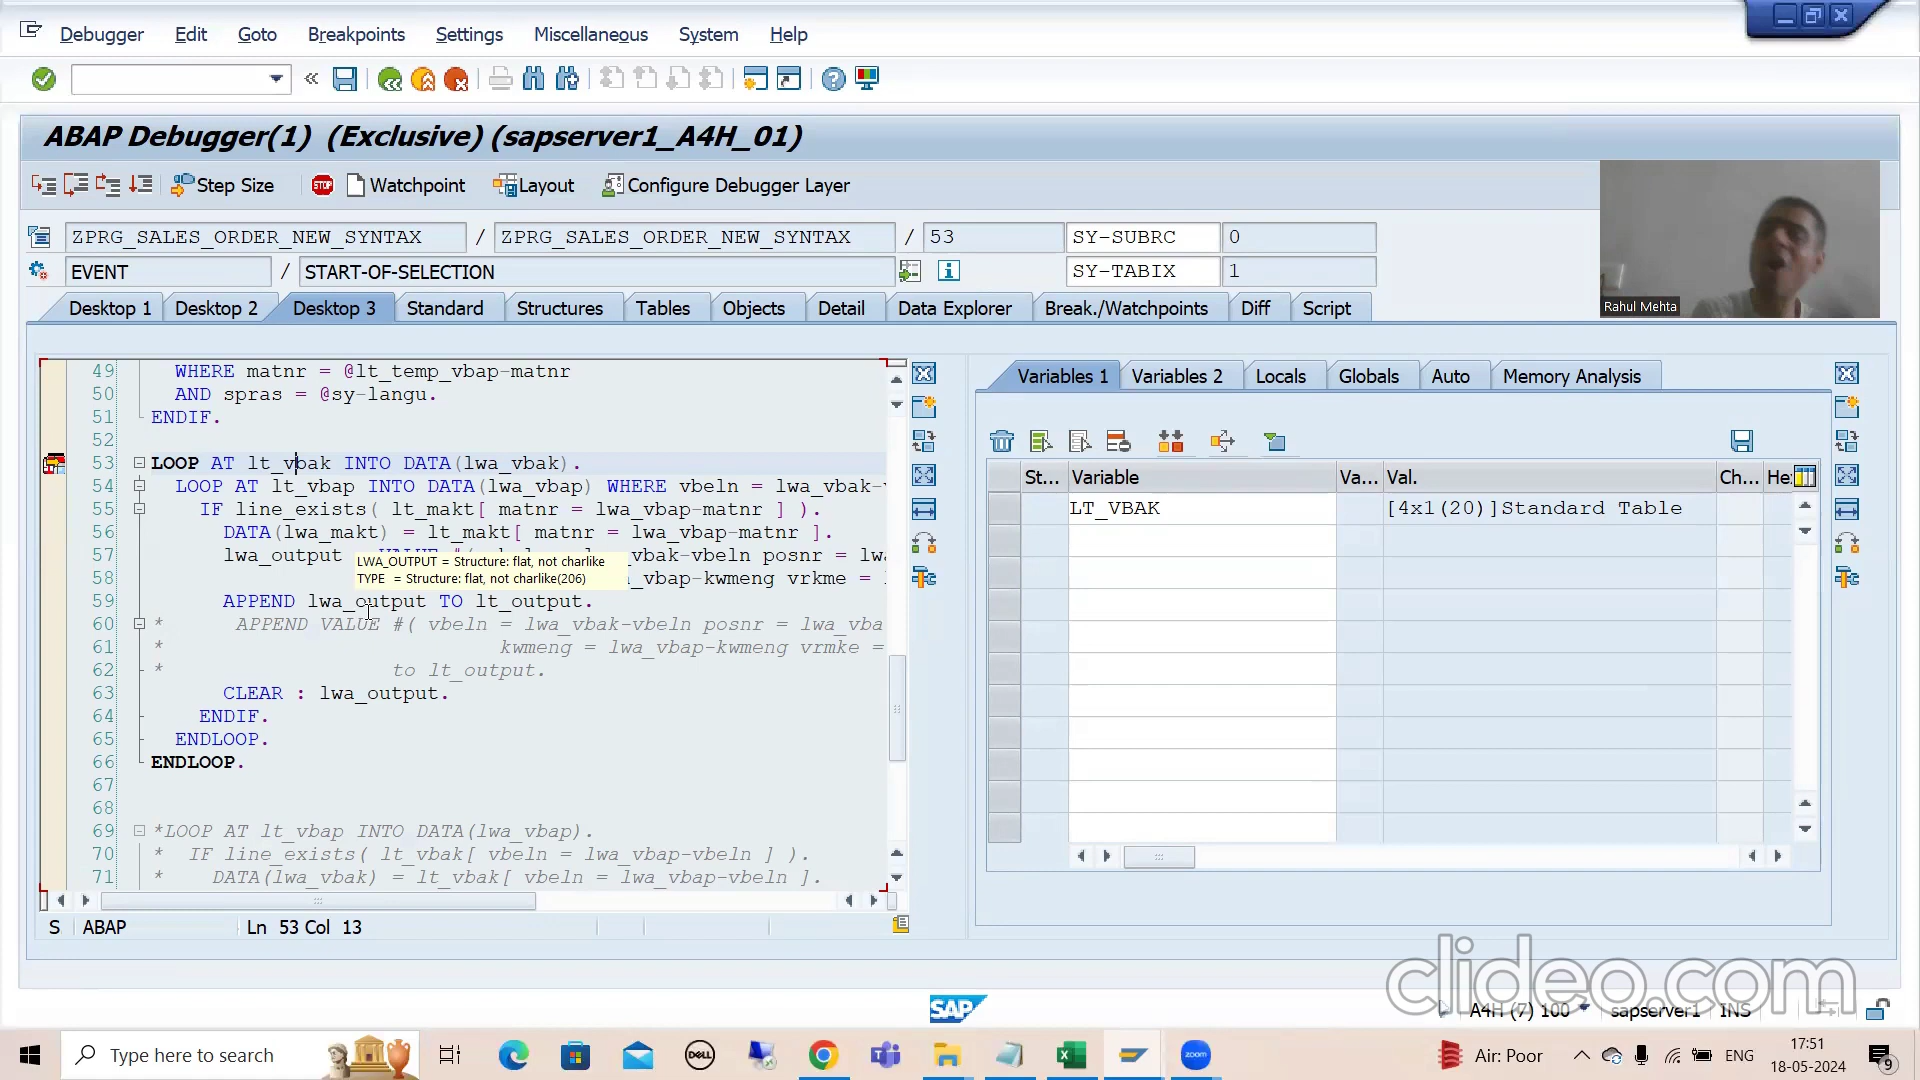 Debugger Edit Goto Breakpoints Settings Miscellaneous System Help
ABAP Debugger(1) (Exclusive) (sapserver1_A4H_01)
Step Size STOP Watchpoint Layout Configure Debugger Layer
ZPRG_SALES_ORDER_NEW_SYNTAX / ZPRG_SALES_ORDER_NEW_SYNTAX / 53 SY-SUBRC 0
EVENT / START-OF-SELECTION SY-TABIX 1
Rahul Mehta
Desktop 1 Desktop 2 Desktop 3 Standard Structures Tables Objects Detail Data Explorer Break./Watchpoints Diff Script
49 WHERE matnr = @lt_temp_vbap-matnr
50 AND spras = @sy-langu.
51 ENDIF.
52
53 LOOP AT lt_vbak INTO DATA(lwa_vbak).
54 LOOP AT lt_vbap INTO DATA(lwa_vbap) WHERE vbeln = lwa_vbak-v
55 IF line_exists( lt_makt[ matnr = lwa_vbap-matnr ] ).
56 DATA(lwa_makt) = lt_makt[ matnr = lwa_vbap-matnr ].
57 lwa_output vbak-vbeln posnr = lwa
LWA_OUTPUT = Structure: flat, not charlike
TYPE = Structure: flat, not charlike(206)
58 _vbap-kwmeng vrkme =
59 APPEND lwa_output TO lt_output.
60 * APPEND VALUE #( vbeln = lwa_vbak-vbeln posnr = lwa_vba
61 * kwmeng = lwa_vbap-kwmeng vrmke =
62 * to lt_output.
63 CLEAR : lwa_output.
64 ENDIF.
65 ENDLOOP.
66 ENDLOOP.
67
68
69 *LOOP AT lt_vbap INTO DATA(lwa_vbap).
70 * IF line_exists( lt_vbak[ vbeln = lwa_vbap-vbeln ] ).
71 * DATA(lwa_vbak) = lt_vbak[ vbeln = lwa_vbap-vbeln ].
S ABAP Ln 53 Col 13
Variables 1 Variables 2 Locals Globals Auto Memory Analysis
St... Variable Va... Val. Ch... He
LT_VBAK [4x1(20)]Standard Table
clideo.com
SAP
A4H (7) 100 sapserver1 INS
Type here to search
DELL
zoom
Air: Poor
ENG
17:51
18-05-2024
9